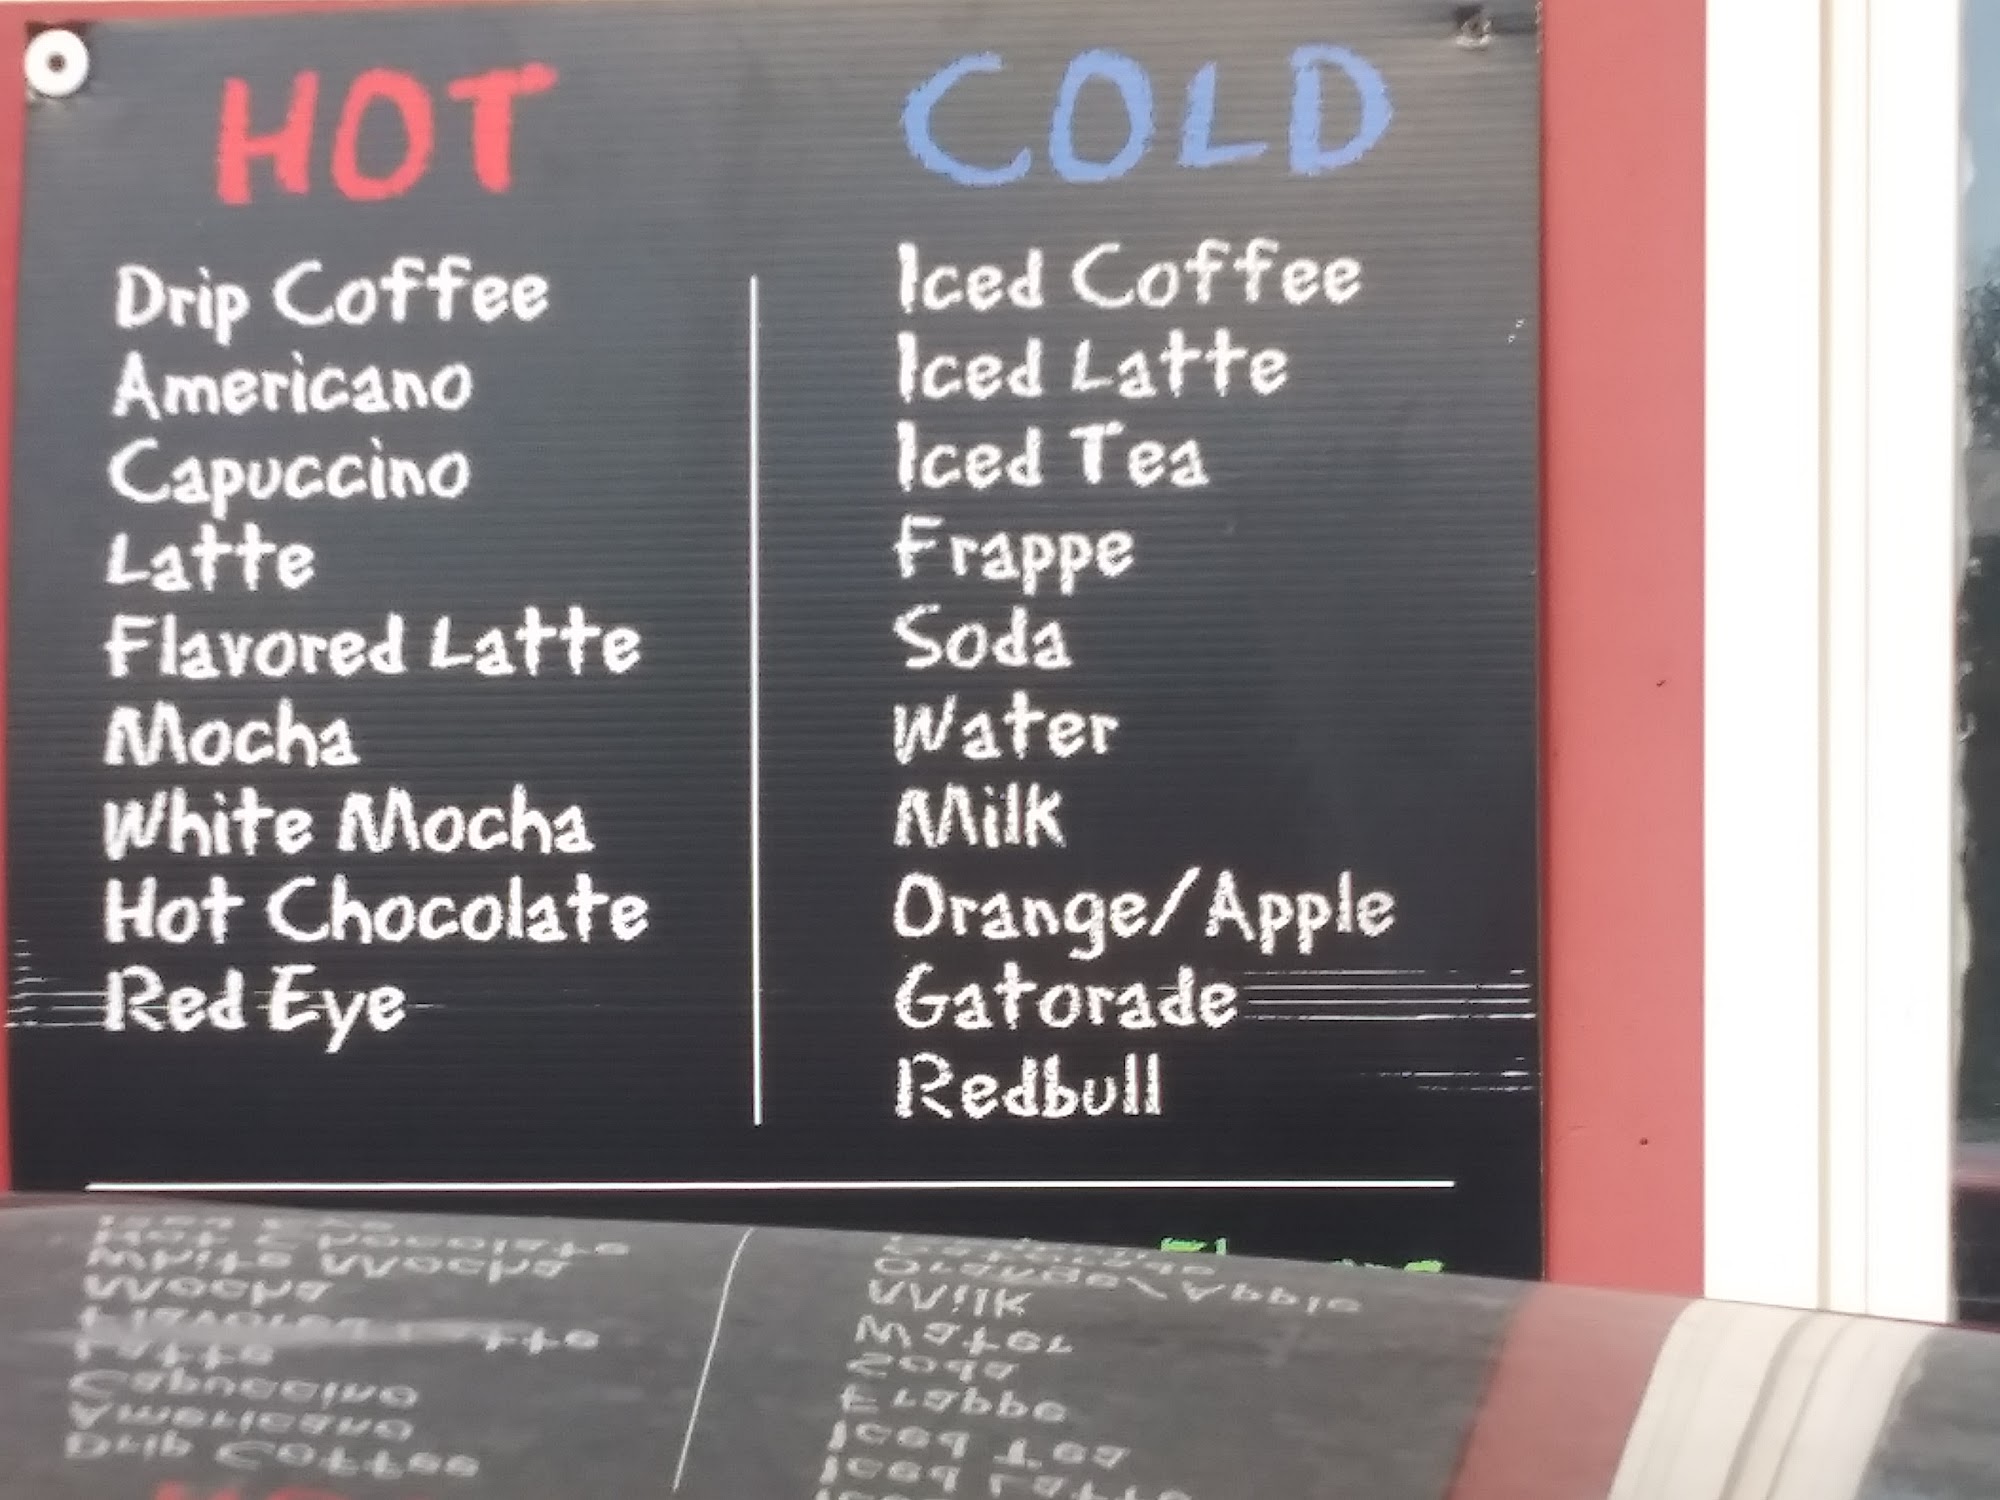 HOT
Drip Coffee
Americano
Capuccino
Latte
Flavored Latte
Mocha
White Mocha
Hot Chocolate
Red Eye
COLD
Iced Coffee
Iced Latte
Iced Tea
Frappe
Soda
Water
Milk
Orange/Apple
Gatorade
Redbull